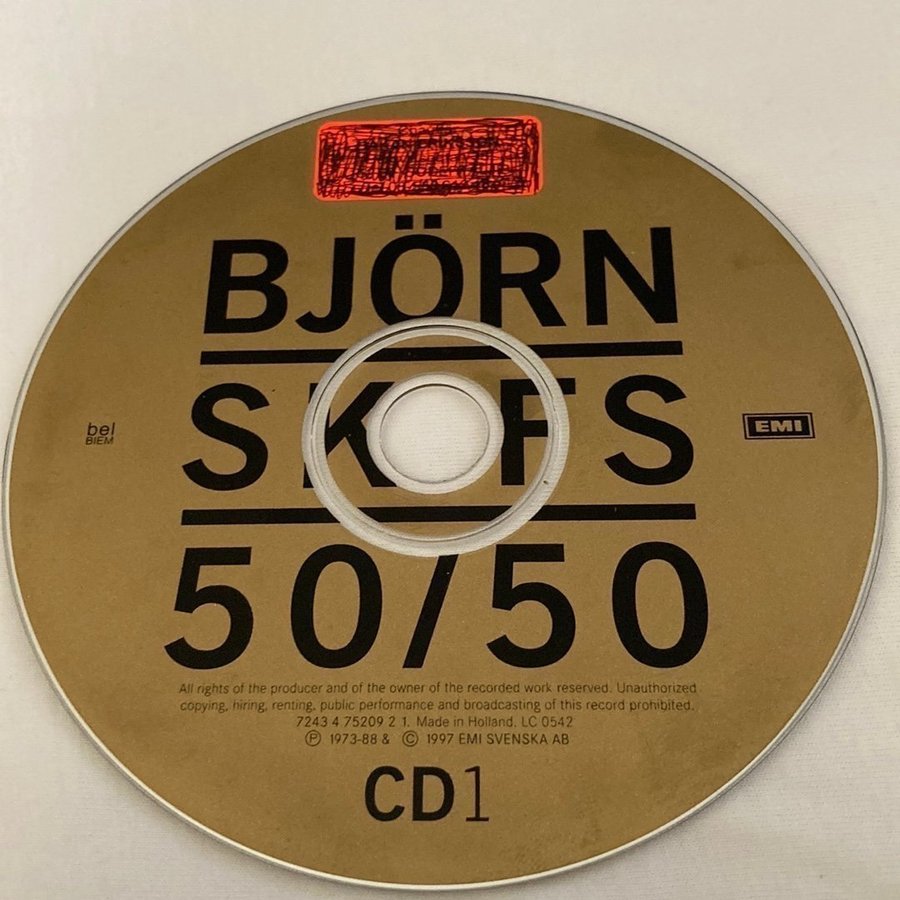 BJÖRN
SK FS
bel
BIEM
EMI
50/50
All rights of the producer and of the owner of the recorded work reserved. Unauthorized
copying, hiring, renting, public performance and broadcasting of this record prohibited.
7243 4 75209 2 1. Made in Holland. LC 0542
Ⓟ 1973-88 & © 1997 EMI SVENSKA AB
CD1